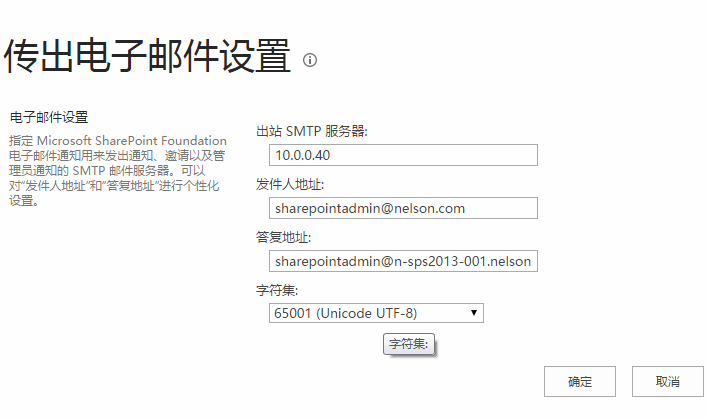 传出电子邮件设置
电子邮件设置
指定 Microsoft SharePoint Foundation
电子邮件通知用来发出通知、邀请以及管
理员通知的 SMTP 邮件服务器。可以
对“发件人地址”和“答复地址”进行个性化
设置。
出站 SMTP 服务器:
10.0.0.40
发件人地址:
sharepointadmin@nelson.com
答复地址:
sharepointadmin@n-sps2013-001.nelson
字符集:
65001 (Unicode UTF-8)
字符集:
确定
取消